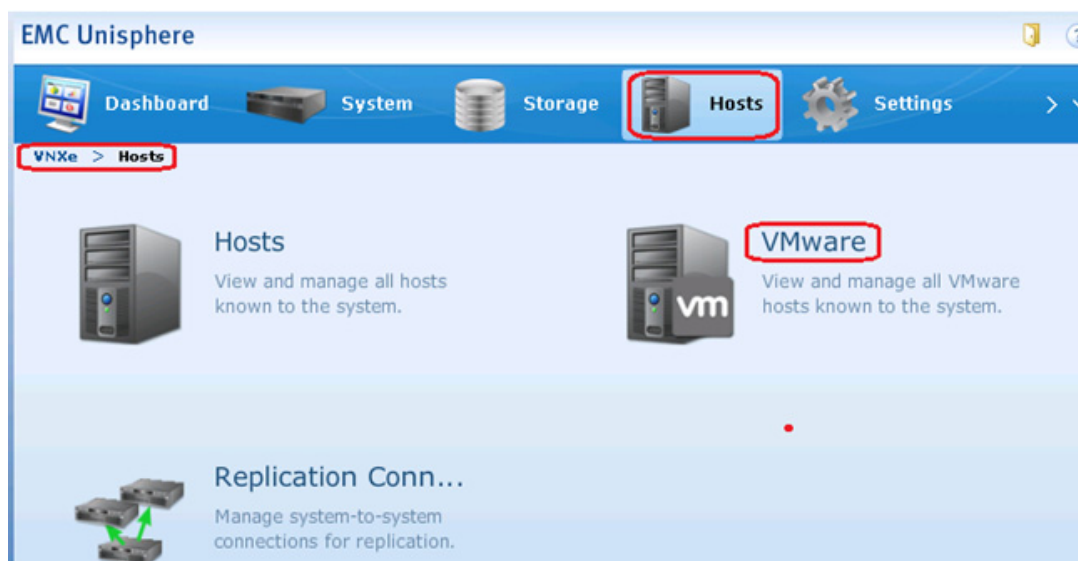 EMC Unisphere
?
Dashboard System Storage Hosts Settings >
VNXe > Hosts
Hosts
View and manage all hosts
known to the system.
VMware
View and manage all VMware
hosts known to the system.
vm
Replication Conn...
Manage system-to-system
connections for replication.